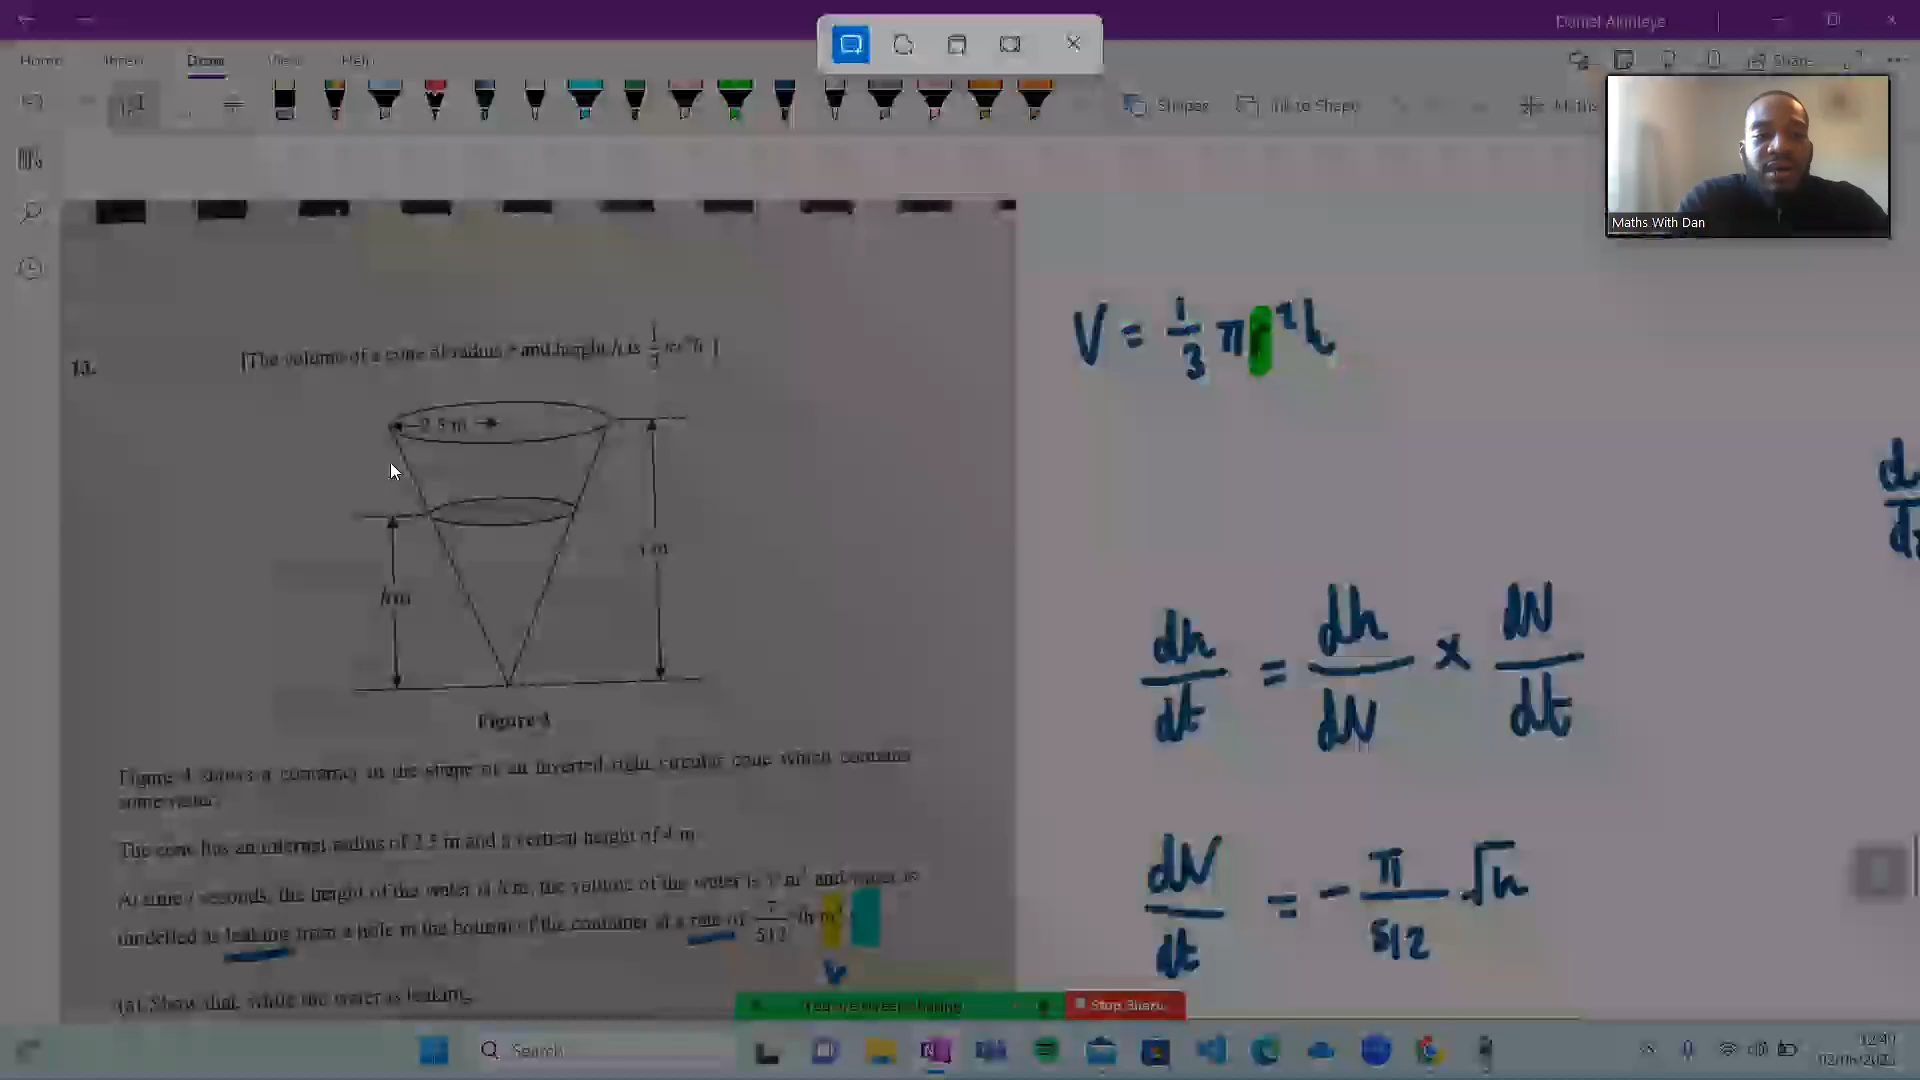 Daniel Akinleye
Home Insert Draw View Help
Share
Shapes Ink to Shape Maths
Maths With Dan
13.
[The volume of a cone of radius r and height h is 1/3 πr²h ]
V = 1/3 πr²h
2.5 m
4 m
h m
Figure 4
dh/dt = dh/dV × dV/dt
Figure 4 shows a container in the shape of an inverted right circular cone which contains
some water.
The cone has an internal radius of 2.5 m and a vertical height of 4 m
At time t seconds, the height of the water is h m, the volume of the water is V m³ and water is
modelled as leaking from a hole in the bottom of the container at a rate of π/512 √h m³
dV/dt = - π/512 √h
(a) Show that, while the water is leaking,
Stop Share
Search
12:49